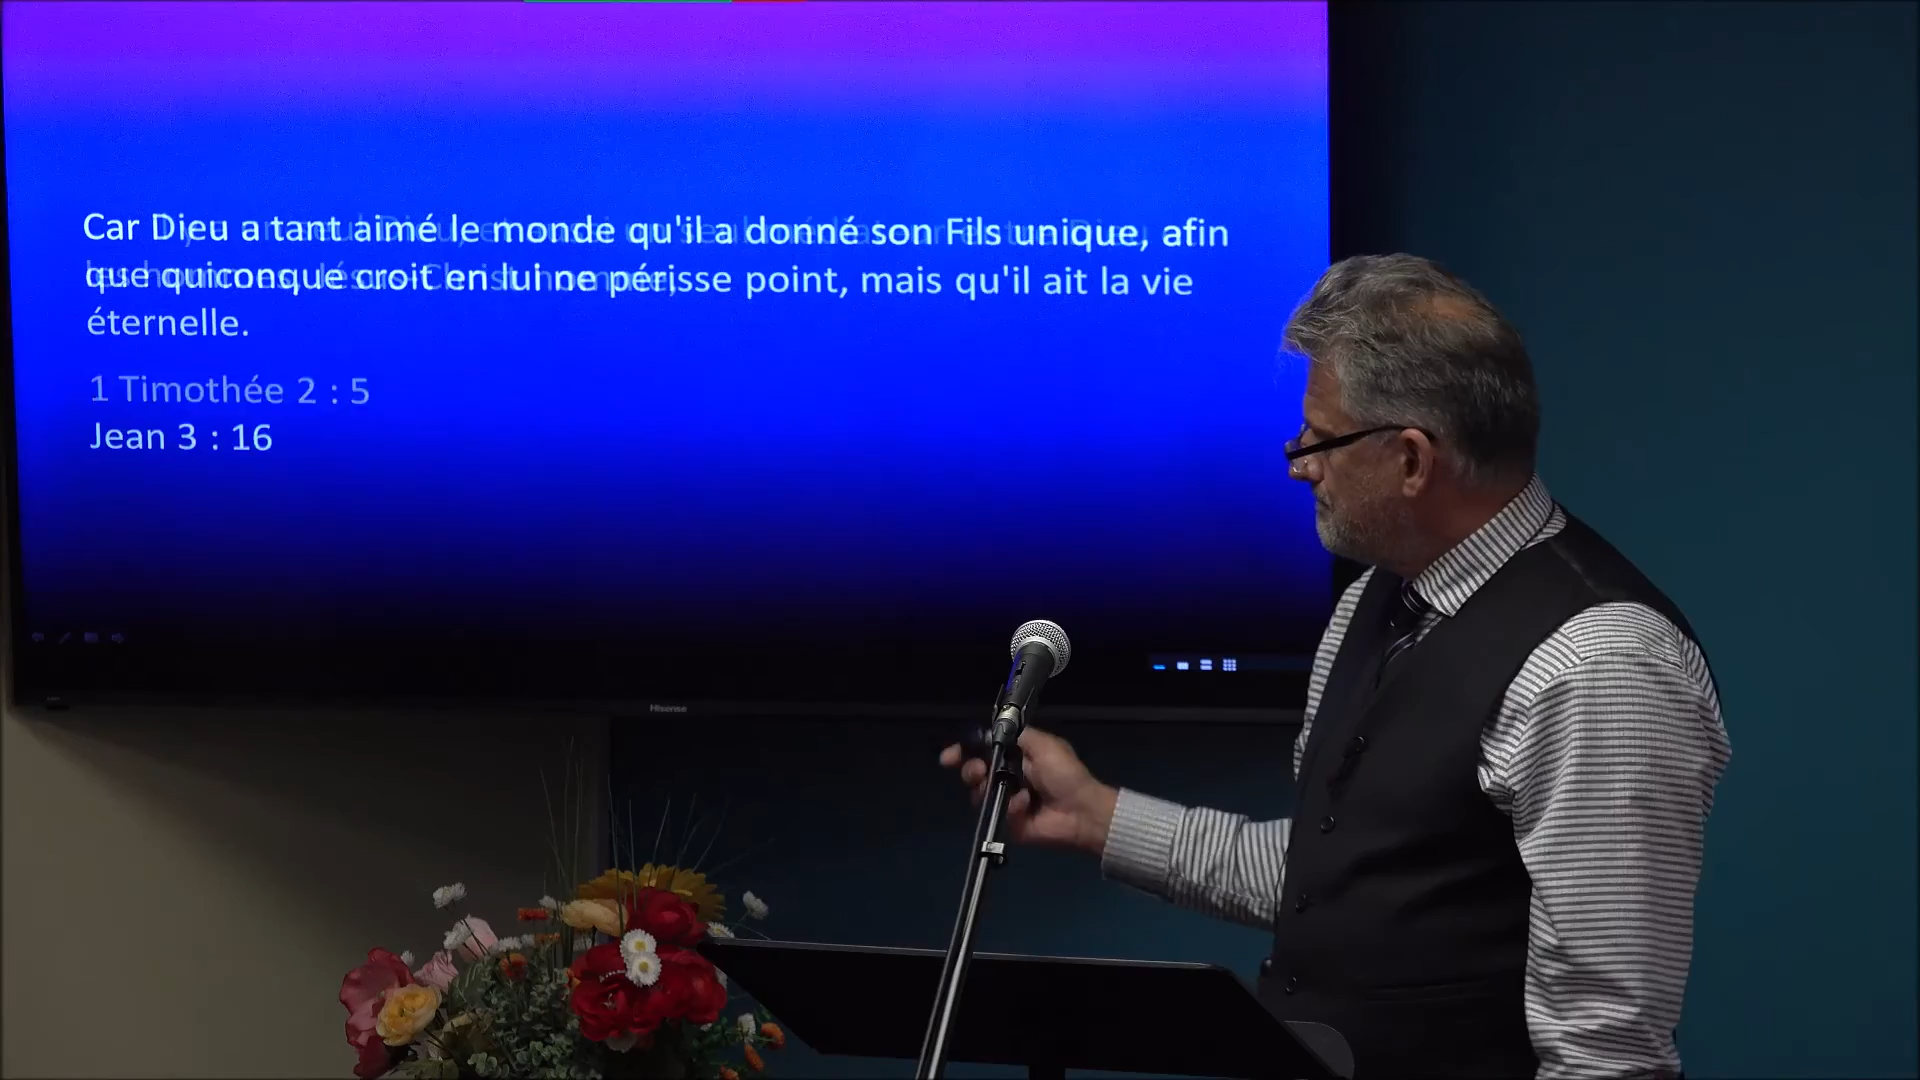 Car Dieu a tant aimé le monde qu'il a donné son Fils unique, afin
que quiconque croit en lui ne périsse point, mais qu'il ait la vie
éternelle.
1 Timothée 2 : 5
Jean 3 : 16
Hisense